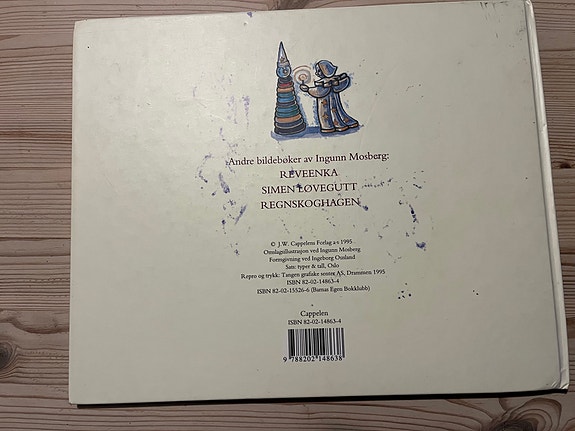 Andre bildebøker av Ingunn Mosberg:
REVEENKA
SIMEN LØVEGUTT
REGNSKOGHAGEN
© J.W. Cappelens Forlag a·s 1995
Omslagsillustrasjon ved Ingunn Mosberg
Formgivning ved Ingeborg Ousland
Sats: typer & tall, Oslo
Repro og trykk: Tangen grafiske senter AS, Drammen 1995
ISBN 82-02-14863-4
ISBN 82-02-15526-6 (Barnas Egen Bokklubb)
Cappelen
ISBN 82-02-14863-4
9 788202 148638